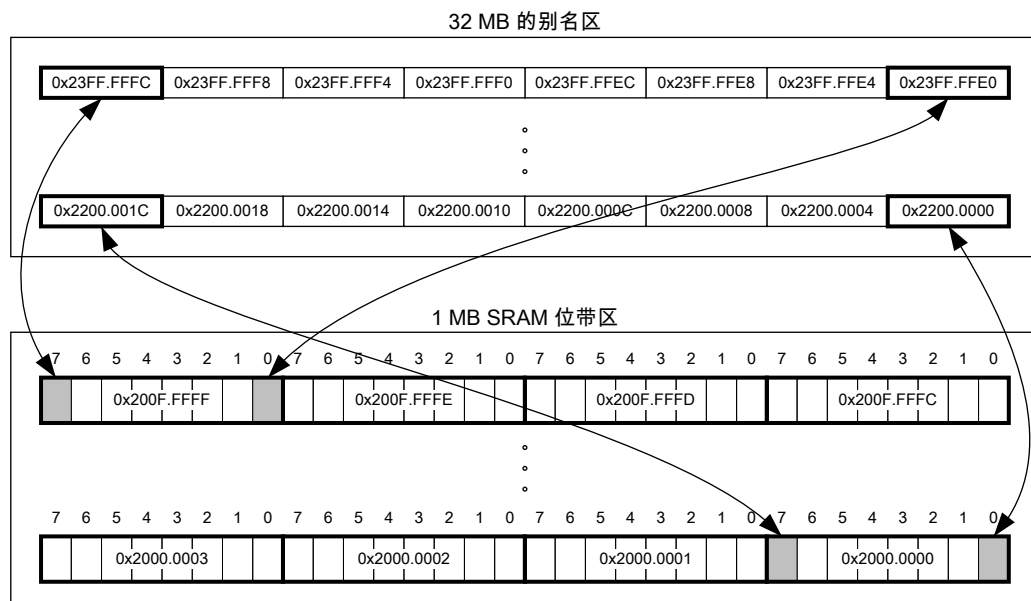 32 MB 的别名区
0x23FF.FFFC 0x23FF.FFF8 0x23FF.FFF4 0x23FF.FFF0 0x23FF.FFEC 0x23FF.FFE8 0x23FF.FFE4 0x23FF.FFE0
0x2200.001C 0x2200.0018 0x2200.0014 0x2200.0010 0x2200.000C 0x2200.0008 0x2200.0004 0x2200.0000
1 MB SRAM 位带区
7 6 5 4 3 2 1 0 7 6 5 4 3 2 1 0 7 6 5 4 3 2 1 0 7 6 5 4 3 2 1 0
0x200F.FFFF 0x200F.FFFE 0x200F.FFFD 0x200F.FFFC
7 6 5 4 3 2 1 0 7 6 5 4 3 2 1 0 7 6 5 4 3 2 1 0 7 6 5 4 3 2 1 0
0x2000.0003 0x2000.0002 0x2000.0001 0x2000.0000